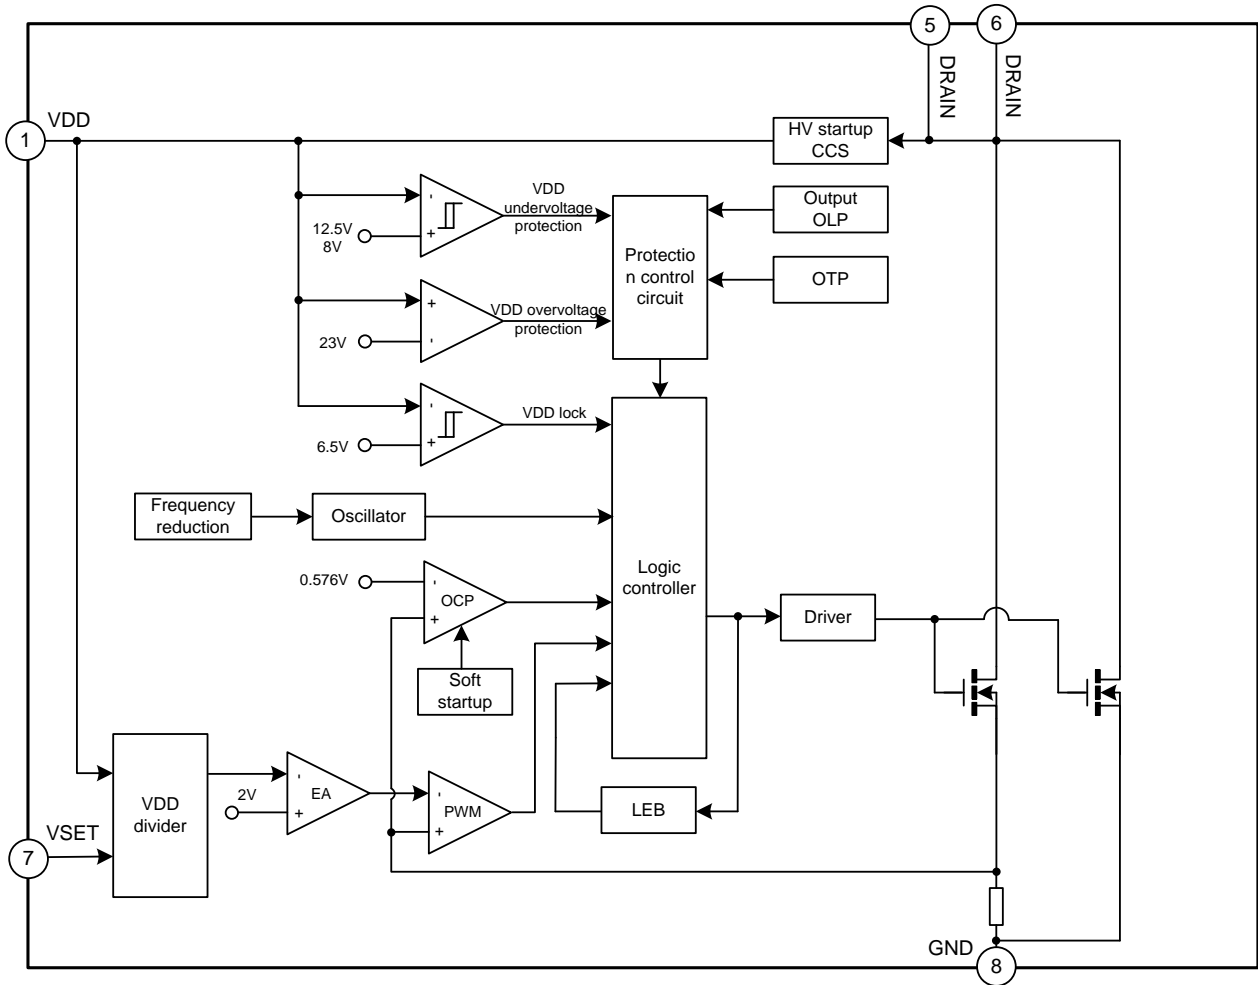 5
6
DRAIN
DRAIN
VDD
1
HV startup
CCS
-
+
12.5V
8V
VDD
undervoltage
protection
Protectio
n control
circuit
Output
OLP
OTP
+
-
23V
VDD overvoltage
protection
-
+
6.5V
VDD lock
Frequency
reduction
Oscillator
Logic
controller
0.576V
-
OCP
+
Soft
startup
Driver
VDD
divider
-
2V
EA
+
-
PWM
+
LEB
VSET
7
GND
8